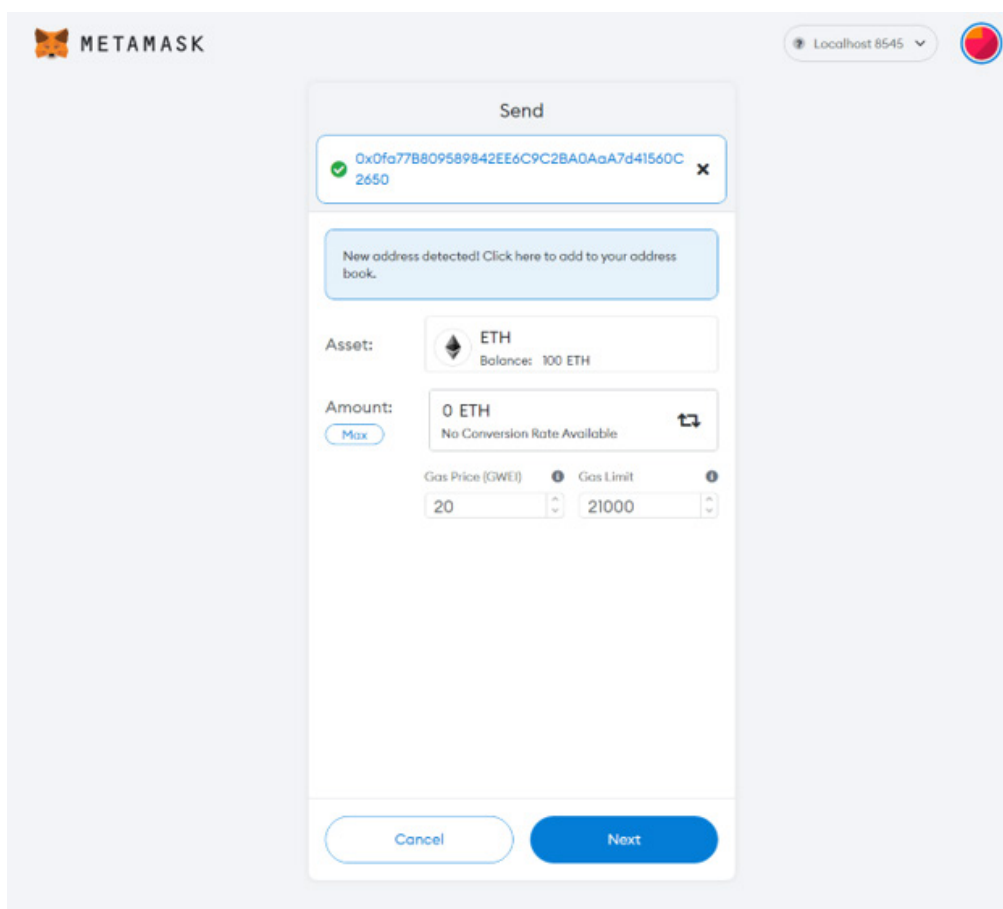 METAMASK
Localhost 8545
Send
0x0fa77B809589842EE6C9C2BA0AaA7d41560C
2650
New address detected! Click here to add to your address
book.
Asset:
ETH
Balance: 100 ETH
Amount:
Max
0 ETH
No Conversion Rate Available
Gas Price (GWEI)
Gas Limit
20
21000
Cancel
Next